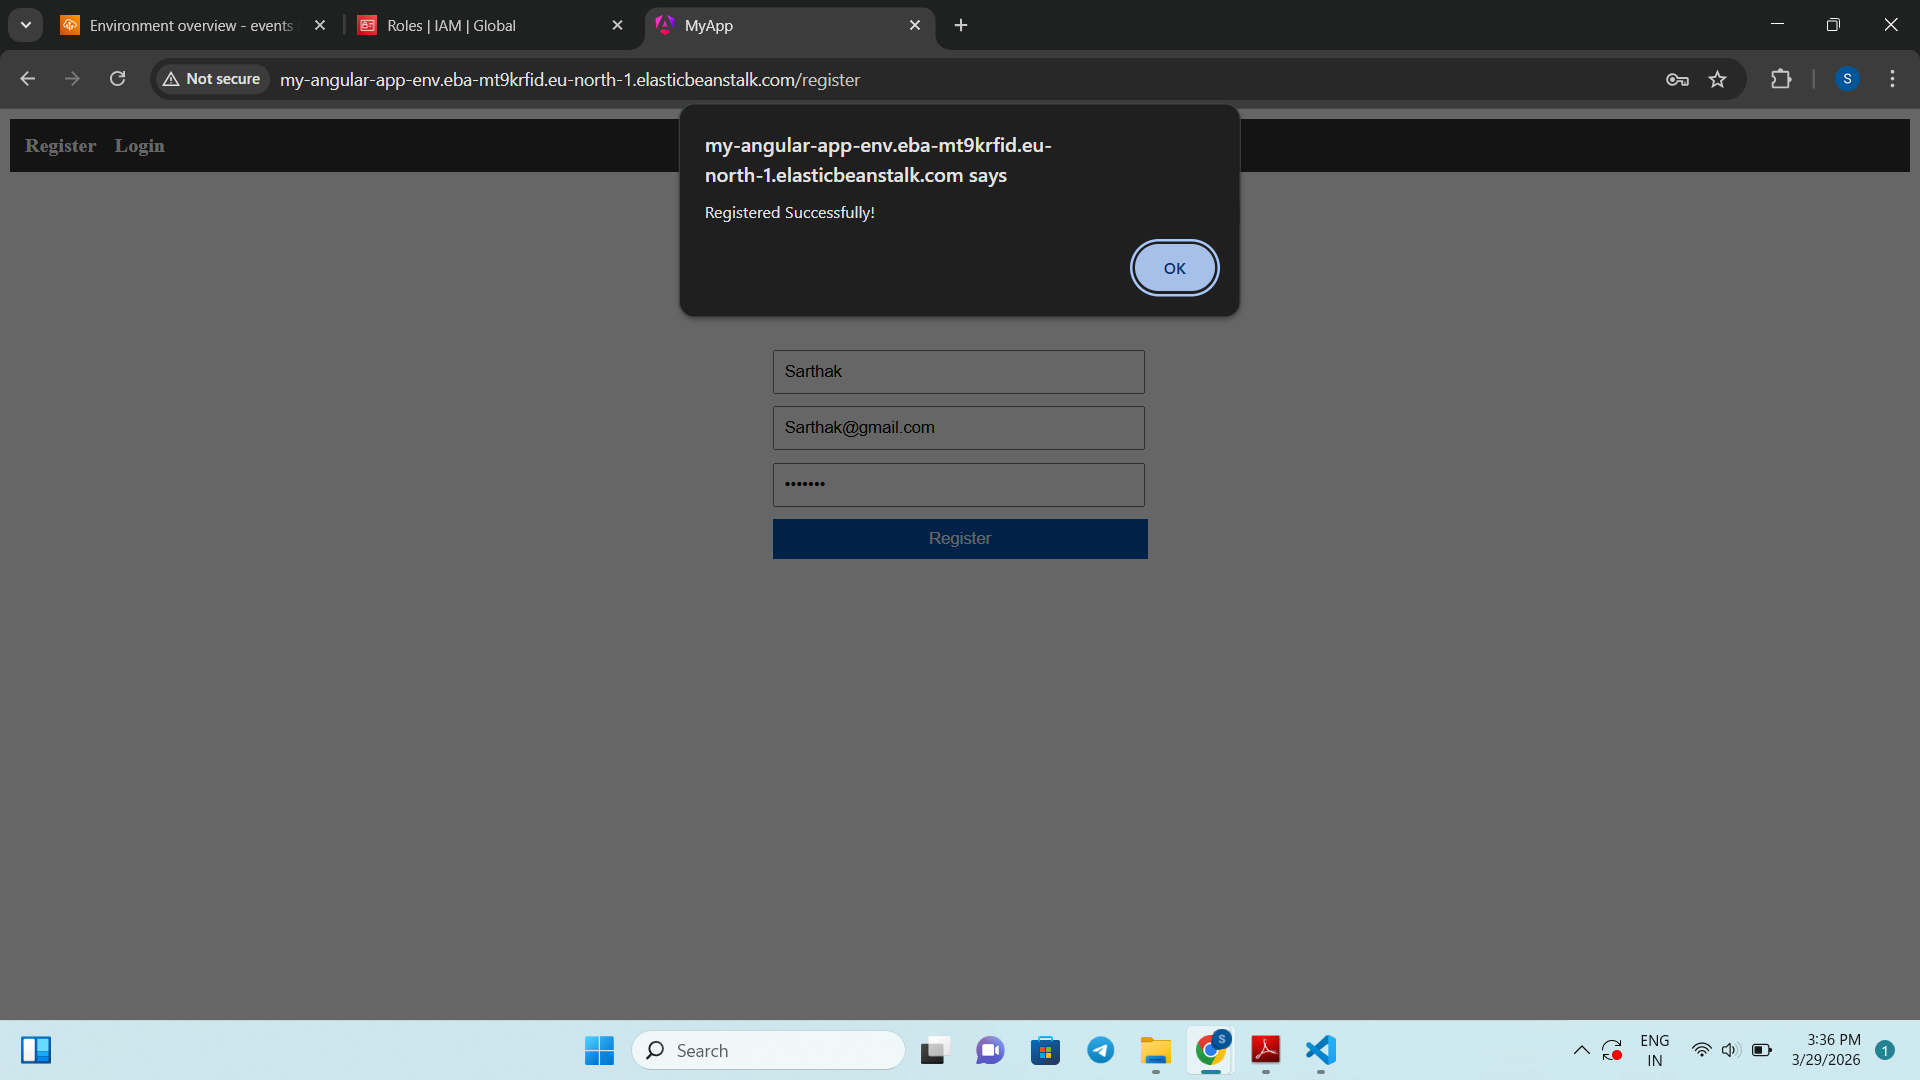 Environment overview - events
Roles | IAM | Global
MyApp
Not secure
my-angular-app-env.eba-mt9krfid.eu-north-1.elasticbeanstalk.com/register
S
Register Login
my-angular-app-env.eba-mt9krfid.eu-
north-1.elasticbeanstalk.com says
Registered Successfully!
OK
Sarthak
Sarthak@gmail.com
•••••••
Register
Search
S
ENG
IN
3:36 PM
3/29/2026
1